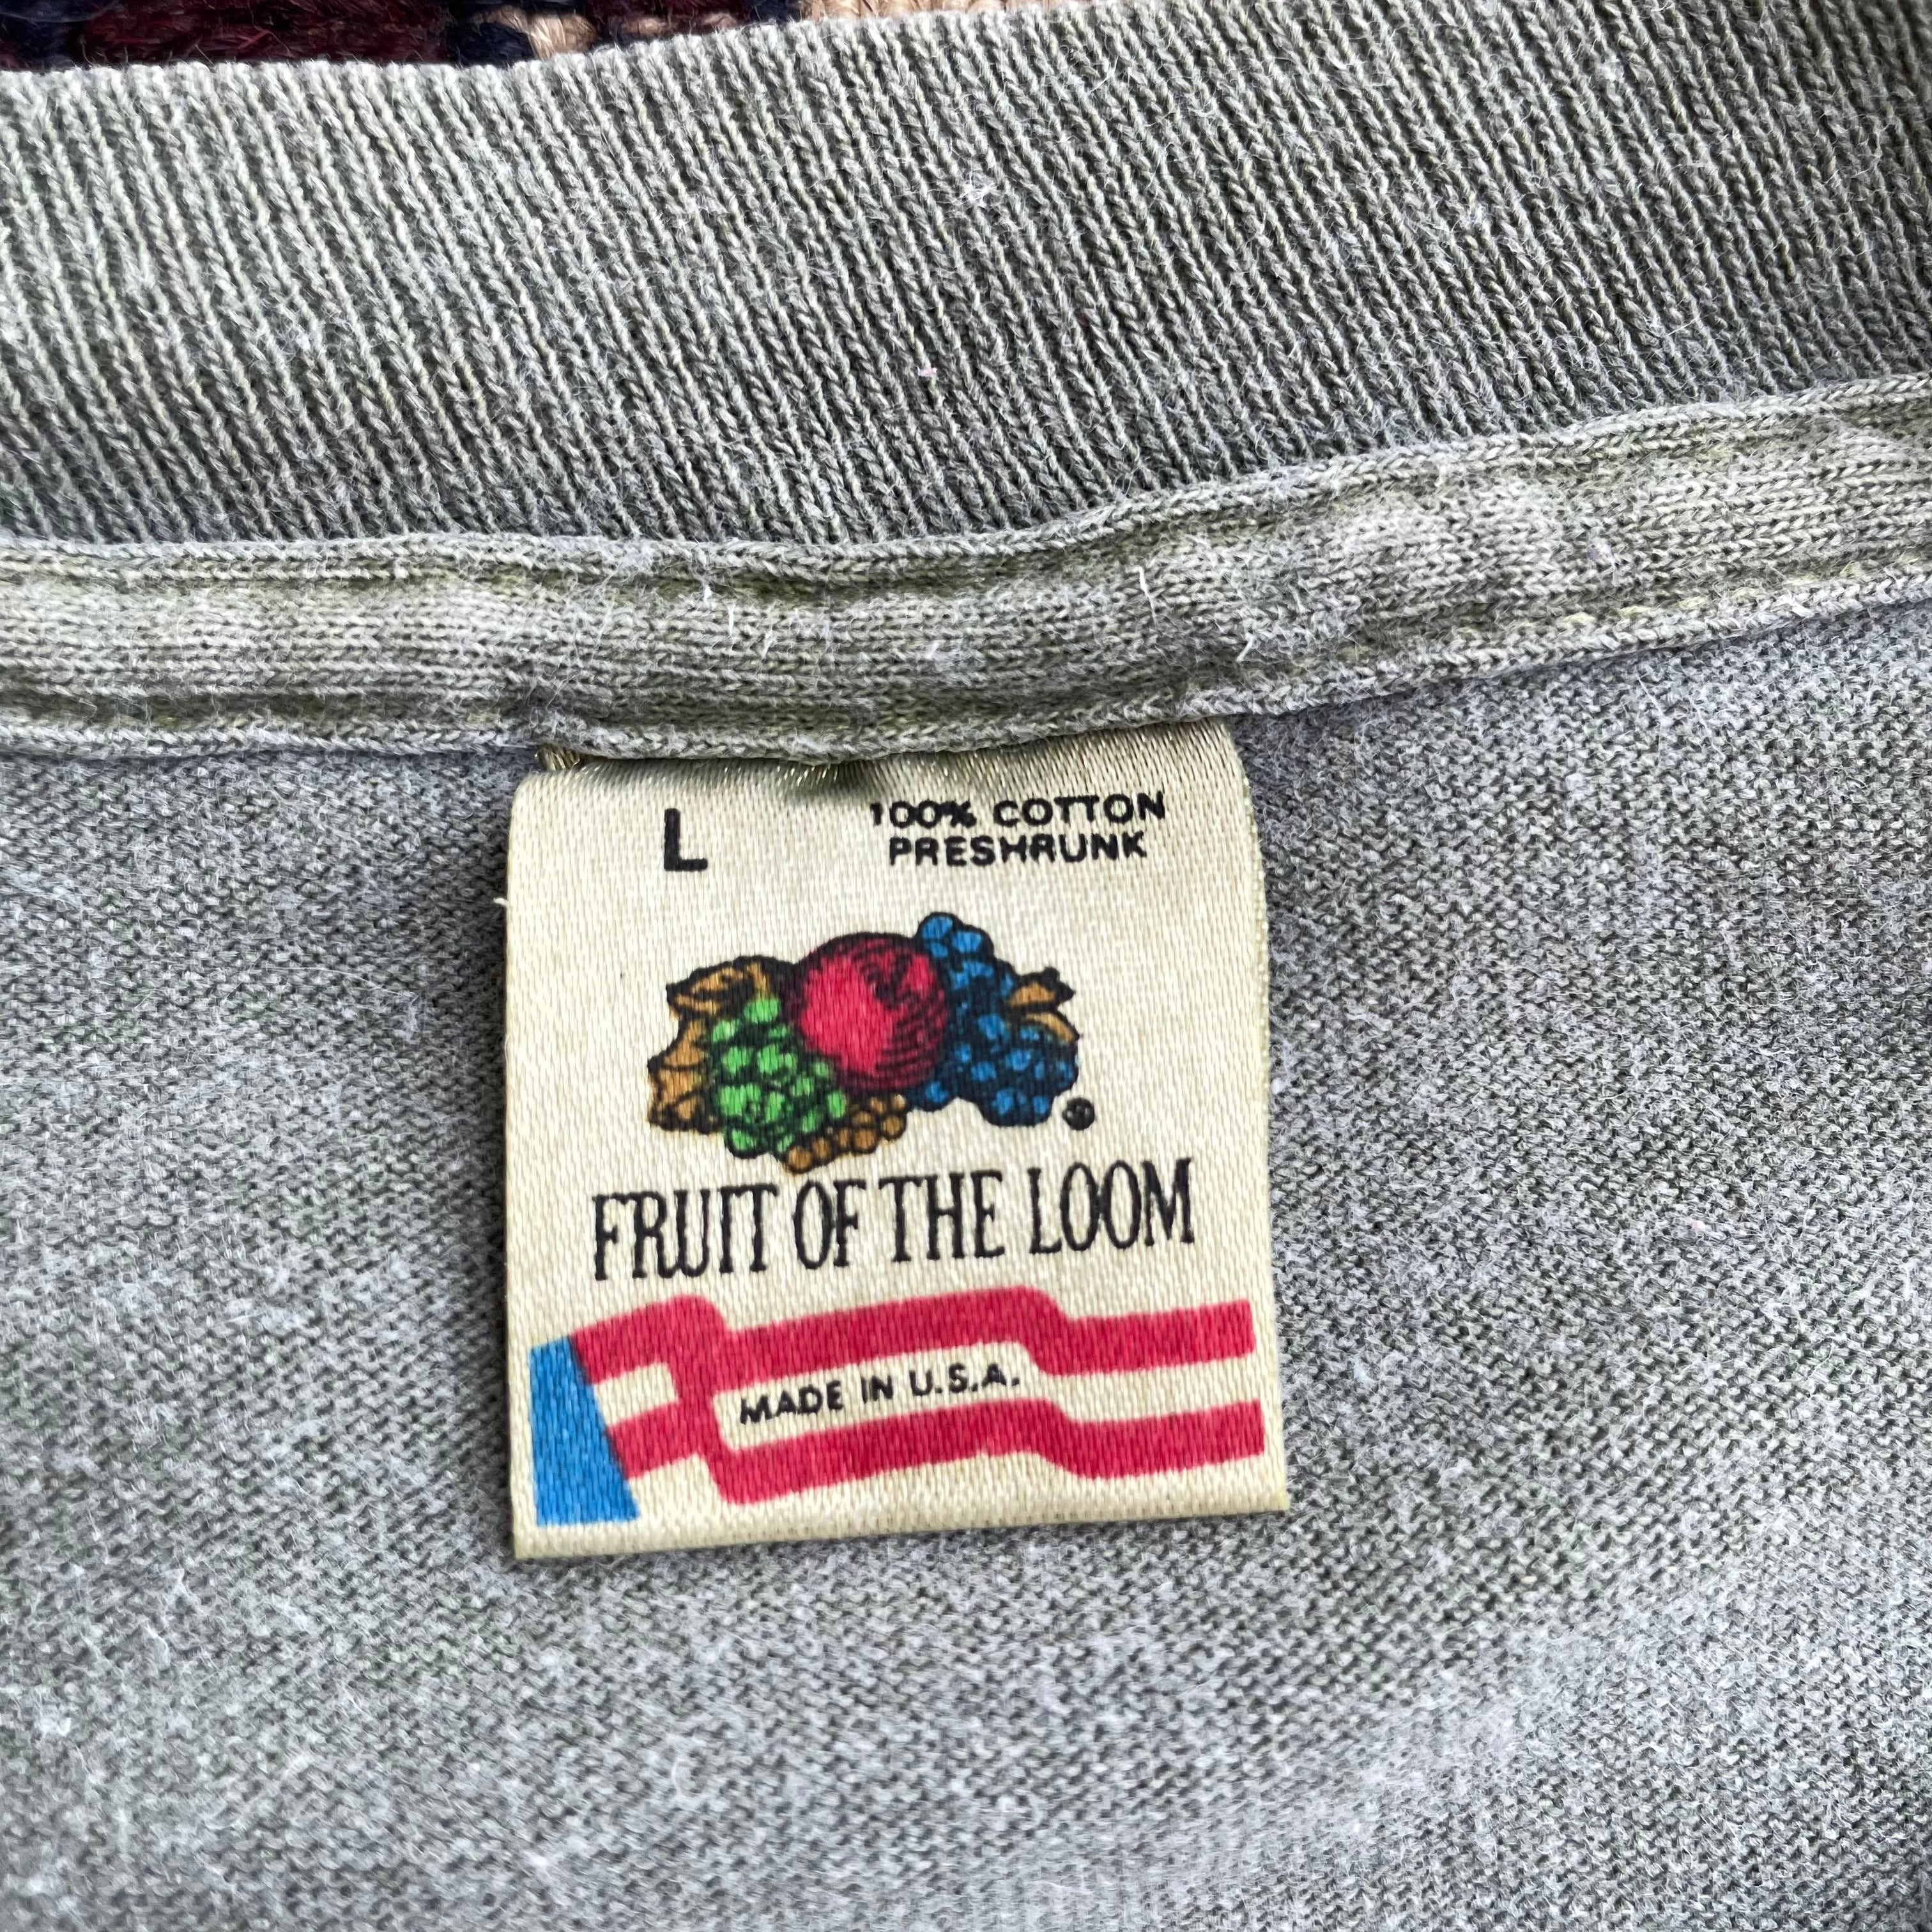 L
100% COTTON
PRESHRUNK
®
FRUIT OF THE LOOM
MADE IN U.S.A.